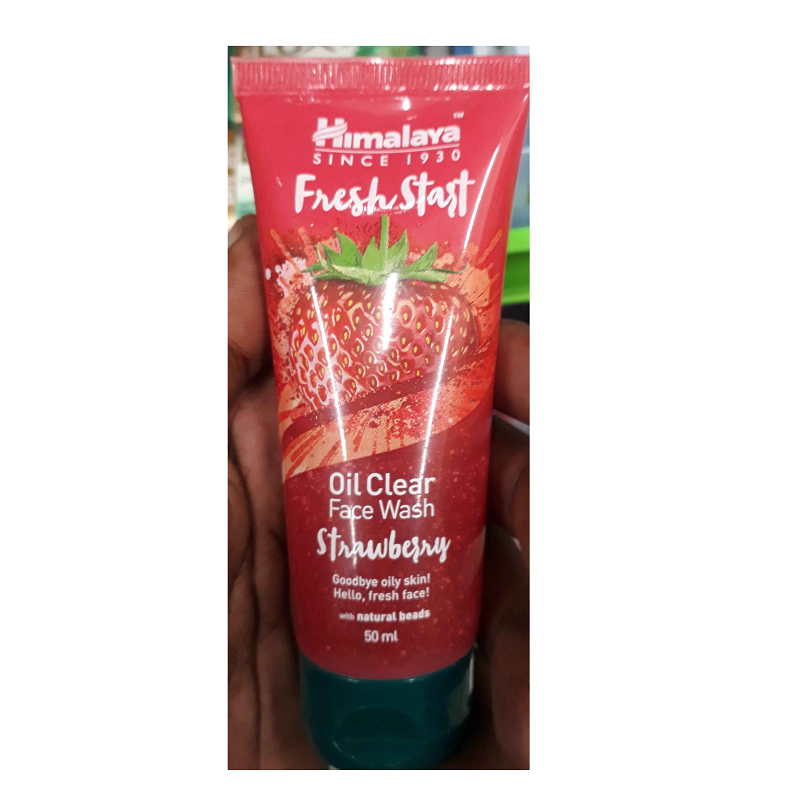 Himalaya™
SINCE 1930
Fresh Start
Oil Clear
Face Wash
Strawberry
Goodbye oily skin!
Hello, fresh face!
with natural beads
50 ml